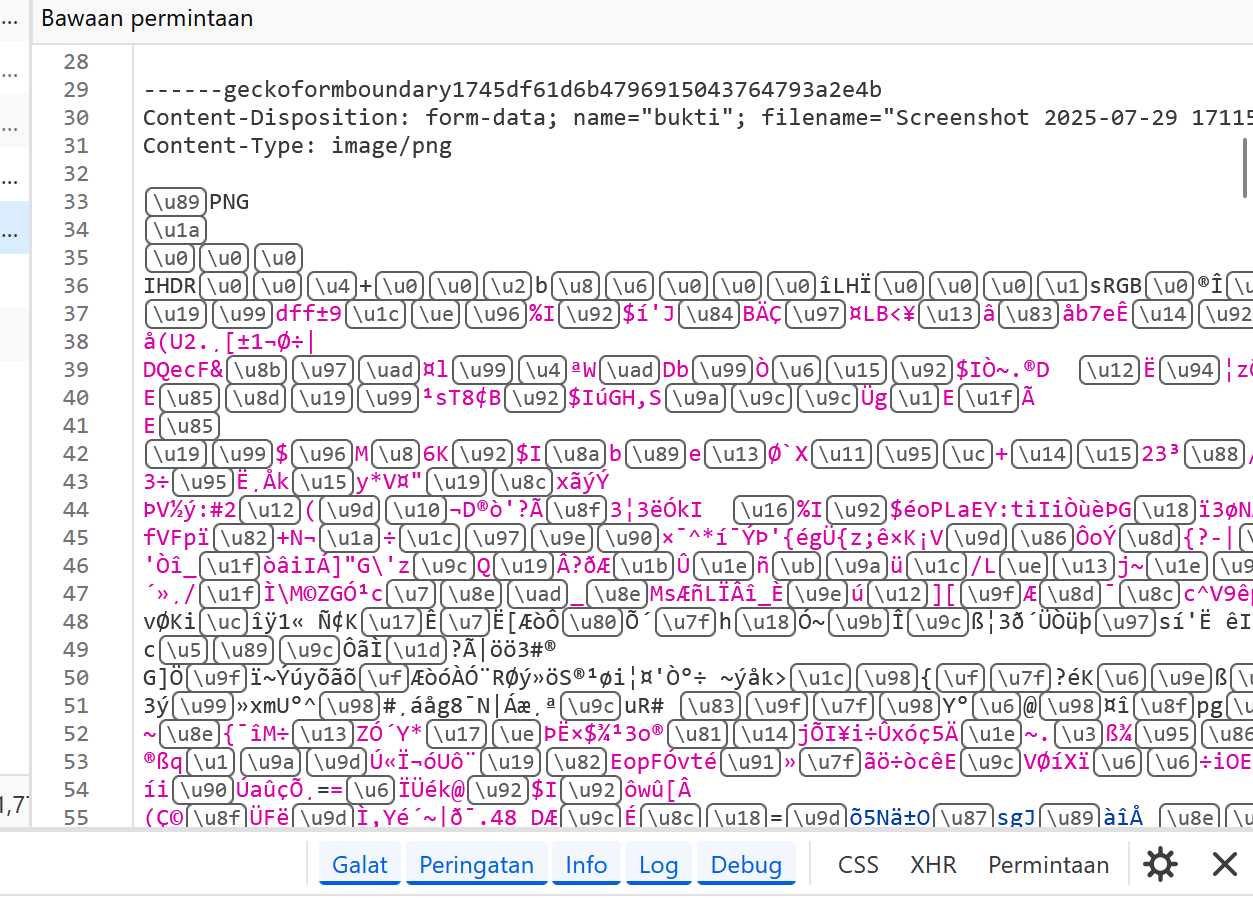 Bawaan permintaan
28
29 ------geckoformboundary1745df61d6b4796915043764793a2e4b
30 Content-Disposition: form-data; name="bukti"; filename="Screenshot 2025-07-29 17115
31 Content-Type: image/png
32
33 \u89PNG
34 \u1a
35 \u0\u0\u0
36 IHDR\u0\u0\u4+\u0\u0\u2b\u8\u6\u0\u0\u0îLHÏ\u0\u0\u0\u1sRGB\u0®Î
37 \u19\u99dff±9\u1c\ue\u96%I\u92$í'J\u84BÄÇ\u97¤LB<¥\u13â\u83åb7eÊ\u14\u92
38 å(U2.¸[±1¬Ø÷|
39 DQecF&\u8b\u97\uad¤l\u99\u4ªW\uadDb\u99Ò\u6\u15\u92$IÒ~.®D \u12Ë\u94¦z
40 E\u85\u8d\u19\u99¹sT8¢B\u92$IúGH,S\u9a\u9c\u9cÜg\u1E\u1fÃ
41 E\u85
42 \u19\u99$\u96M\u86K\u92$I\u8ab\u89e\u13Ø`X\u11\u95\uc+\u14\u1523³\u88
43 3÷\u95Ë¸Åk\u15y*V¤"\u19\u8cxãýÝ
44 ÞV½ý:#2\u12(\u9d\u10¬D®ò'?Ã\u8f3¦3ëÓkI \u16%I\u92$éoPLaEY:tiIiÒùèÞG\u18ï3øN
45 fVFpï\u82+N¬\u1a÷\u1c\u97\u9e\u90×¯^*í¯ÝÞ'{égÜ{z;ê×K¡V\u9d\u86ÔoÝ\u8d{?-|
46 'Òî_\u1fòâiIÁ]"G\'z\u9cQ\u19Â?ðÆ\u1bÛ\u1eñ\ub\u9aü\u1c/L\ue\u13j~\u1e
47 ´»¸/\u1fÌ\M©ZGÓ¹c\u7\u8e\uad_\u8eMsÆñLÏÂî_È\u9eú\u12][\u9fÆ\u8d¯\u8cc^V9ê
48 vØKi\ucîÿ1« Ñ¢K\u17Ê\u7Ë[ÆòÔ\u80Õ´\u7fh\u18Ó~\u9bÎ\u9cß¦3ð´ÜÒüþ\u97sí'Ë êI
49 c\u5\u89\u9cÔãÌ\u1d?Ã|öö3#®
50 G]Ö\u9fï~Ýúyõãõ\ufÆòóÀÓ¨RØý»öS®¹øi¦¤'Òº÷ ~ýåk>\u1c\u98{\uf\u7f?éK\u6\u9eß
51 3ý\u99»xmUº^\u98#¸áåg8¯N|Áæ¸ª\u9cuR# \u83\u9f\u7f\u98Yº\u6@\u98¤î\u8fpg
52 ~\u8e{¯îM÷\u13ZÓ´Y*\u17\ueÞË×$¾¹3o®\u81\u14jÕI¥i÷Ûxóç5Ä\u1e~.\u3ß¾\u95\u86
53 ®ßq\u1\u9a\u9dÚ«Ï¬óUô¨\u19\u82EopFÓvté\u91»\u7fãö÷òcêE\u9cVØíXï\u6\u6÷iOE
54 íi\u90ÚaûçÕ¸==\u6ÏÜék@\u92$I\u92ôwû[Â
55 (Ç©\u8fÜFë\u9dÌ,Yé´~|ð¯.48 DÆ\u9cÉ\u8c\u18=\u9dõ5Nä±O\u87sgJ\u89àîÅ \u8e
Galat Peringatan Info Log Debug CSS XHR Permintaan